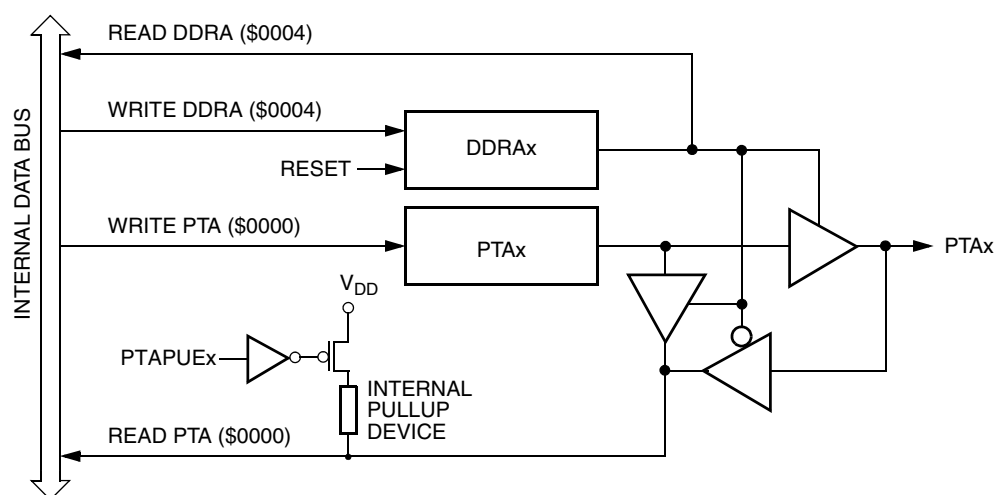 READ DDRA ($0004)
WRITE DDRA ($0004)
DDRAx
RESET
WRITE PTA ($0000)
PTAx
PTAx
VDD
PTAPUEx
INTERNAL
PULLUP
DEVICE
READ PTA ($0000)
INTERNAL DATA BUS